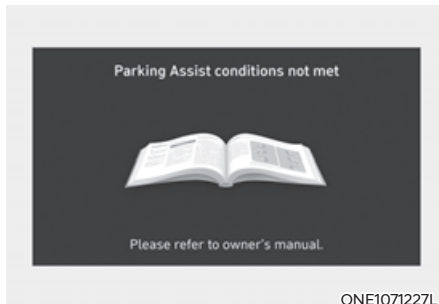 Parking Assist conditions not met
Please refer to owner's manual.
ONE1071227L